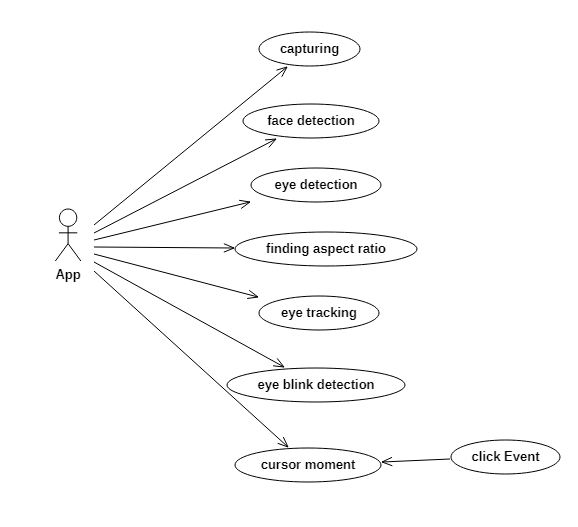 capturing
face detection
eye detection
finding aspect ratio
App
eye tracking
eye blink detection
cursor moment
click Event